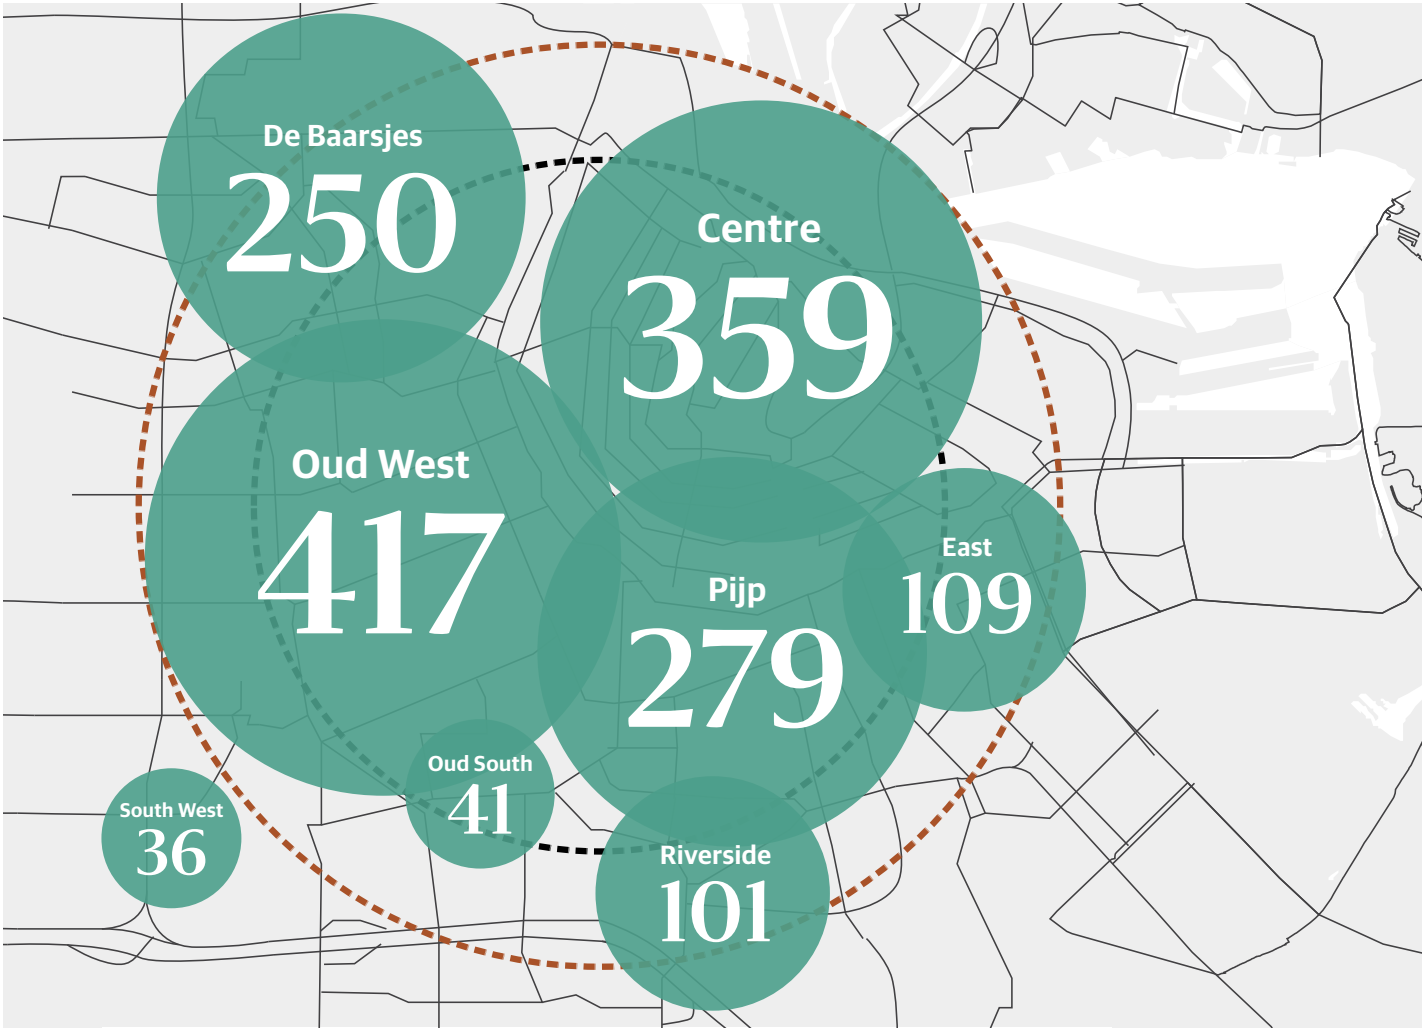 De Baarsjes
250
Centre
359
Oud West
417
East
109
Pijp
279
Oud South
41
South West
36
Riverside
101